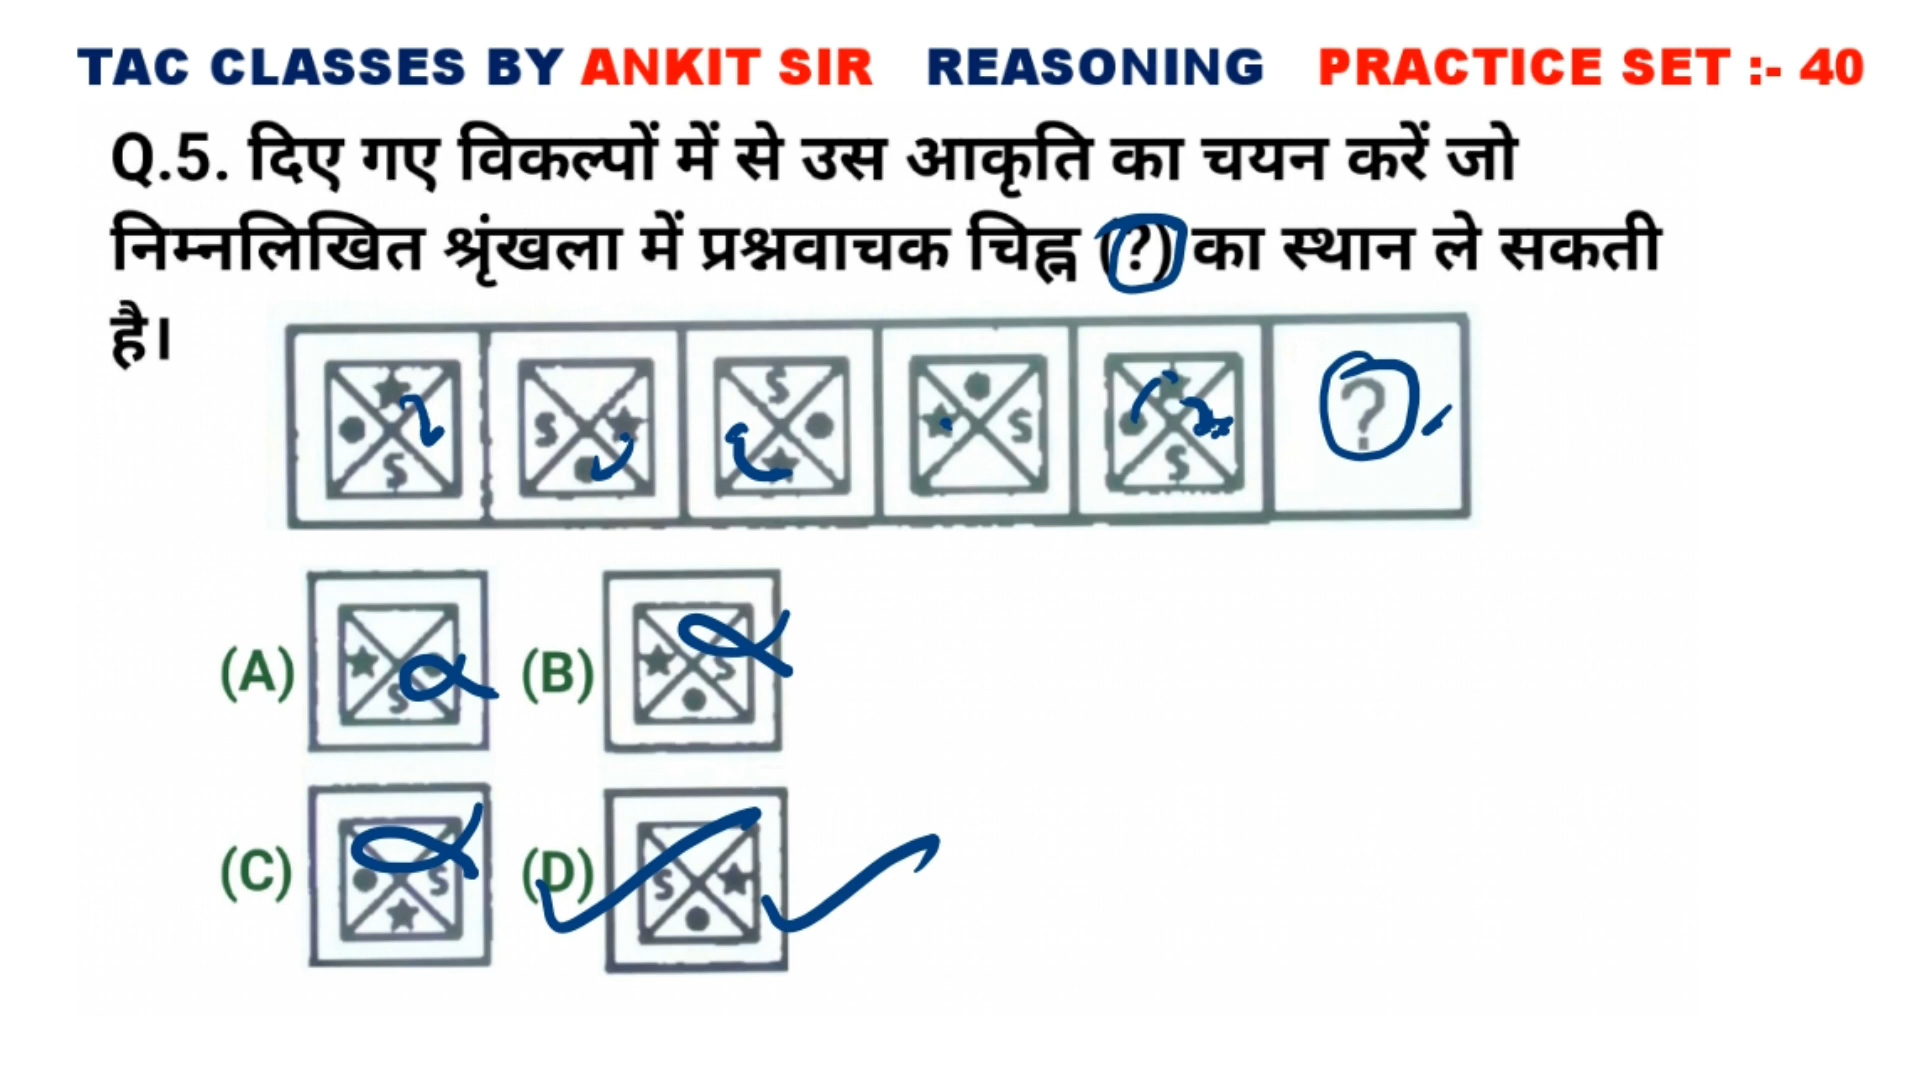 TAC CLASSES BY ANKIT SIR REASONING PRACTICE SET :- 40
Q.5. दिए गए विकल्पों में से उस आकृति का चयन करें जो
निम्नलिखित श्रृंखला में प्रश्नवाचक चिह्न (?) का स्थान ले सकती
है।
S S S S S ?
(A) S (B) S
(C) S (D) S